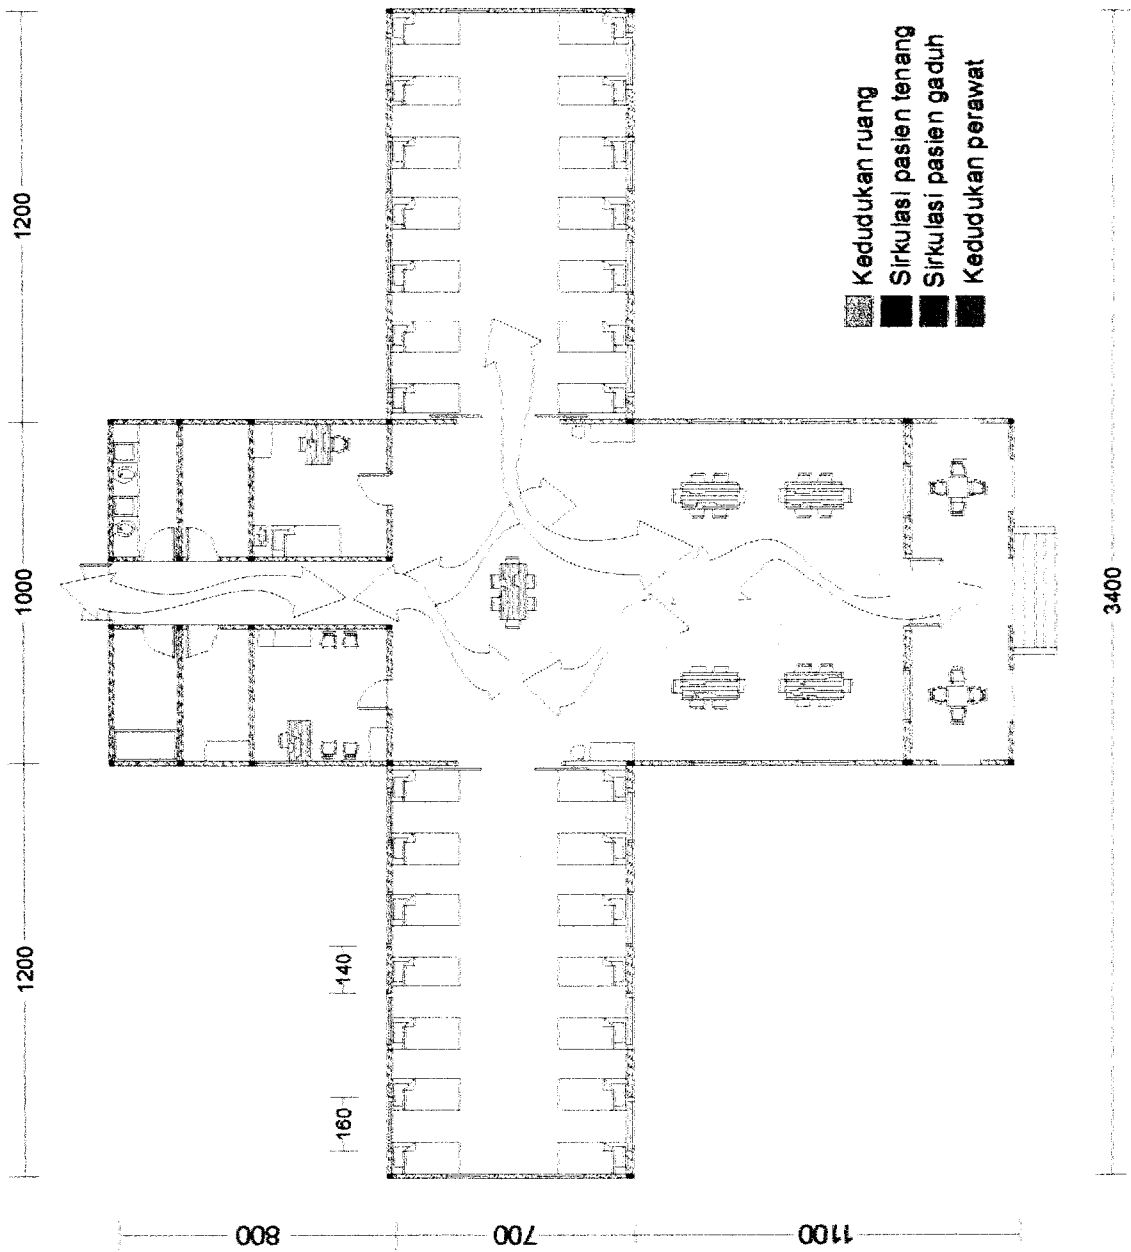 1200
1000
1200
3400
800
700
1100
160
140
Kedudukan ruang
Sirkulasi pasien tenang
Sirkulasi pasien gaduh
Kedudukan perawat